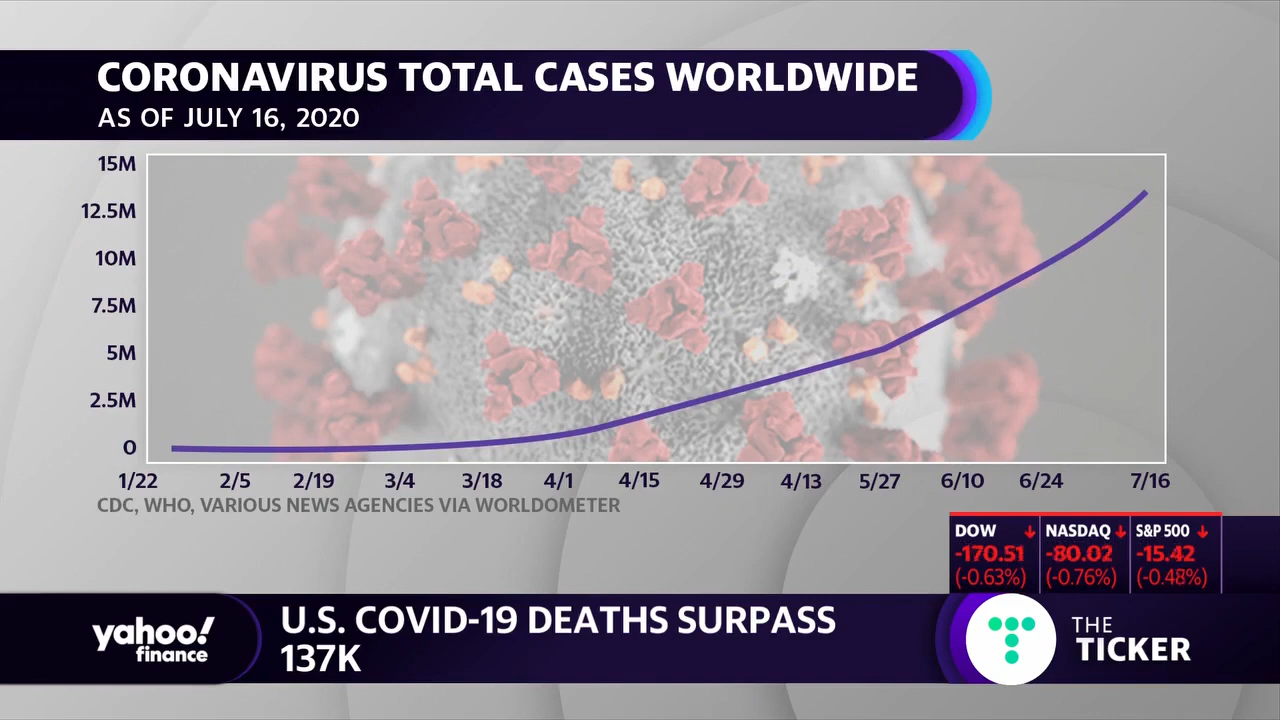 CORONAVIRUS TOTAL CASES WORLDWIDE
AS OF JULY 16, 2020
15M
12.5M
10M
7.5M
5M
2.5M
0
1/22 2/5 2/19 3/4 3/18 4/1 4/15 4/29 4/13 5/27 6/10 6/24 7/16
CDC, WHO, VARIOUS NEWS AGENCIES VIA WORLDOMETER
DOW NASDAQ S&P 500
-170.51 -80.02 -15.42
(-0.63%) (-0.76%) (-0.48%)
yahoo!
finance
U.S. COVID-19 DEATHS SURPASS
137K
THE
TICKER